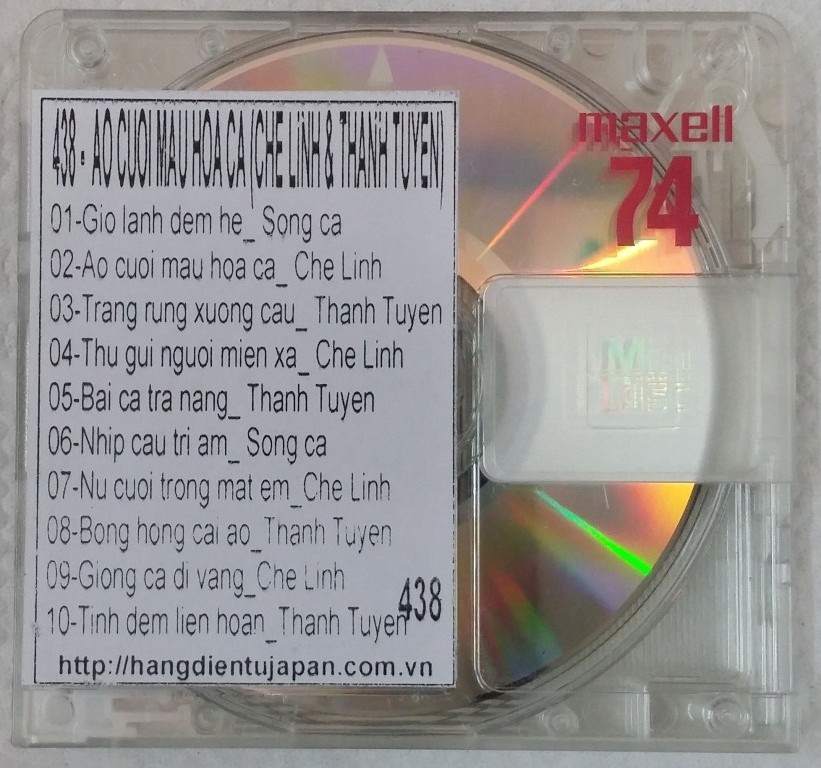 438 - AO CUOI MAU HOA CA (CHE LINH & THANH TUYEN)
01-Gio lanh dem he_ Song ca
02-Ao cuoi mau hoa ca_ Che Linh
03-Trang rung xuong cau_ Thanh Tuyen
04-Thu gui nguoi mien xa_ Che Linh
05-Bai ca tra nang_ Thanh Tuyen
06-Nhip cau tri am_ Song ca
07-Nu cuoi trong mat em_Che Linh
08-Bong hong cai ao_Thanh Tuyen
09-Giong ca di vang_Che Linh
10-Tinh dem lien hoan_Thanh Tuyen
438
http://hangdientujapan.com.vn
maxell
74